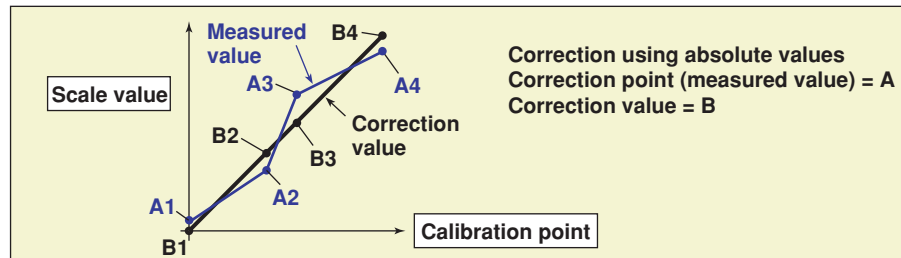 Measured
value
B4
A3
A4
Scale value
B2
B3
Correction
value
A2
A1
B1
Calibration point
Correction using absolute values
Correction point (measured value) = A
Correction value = B